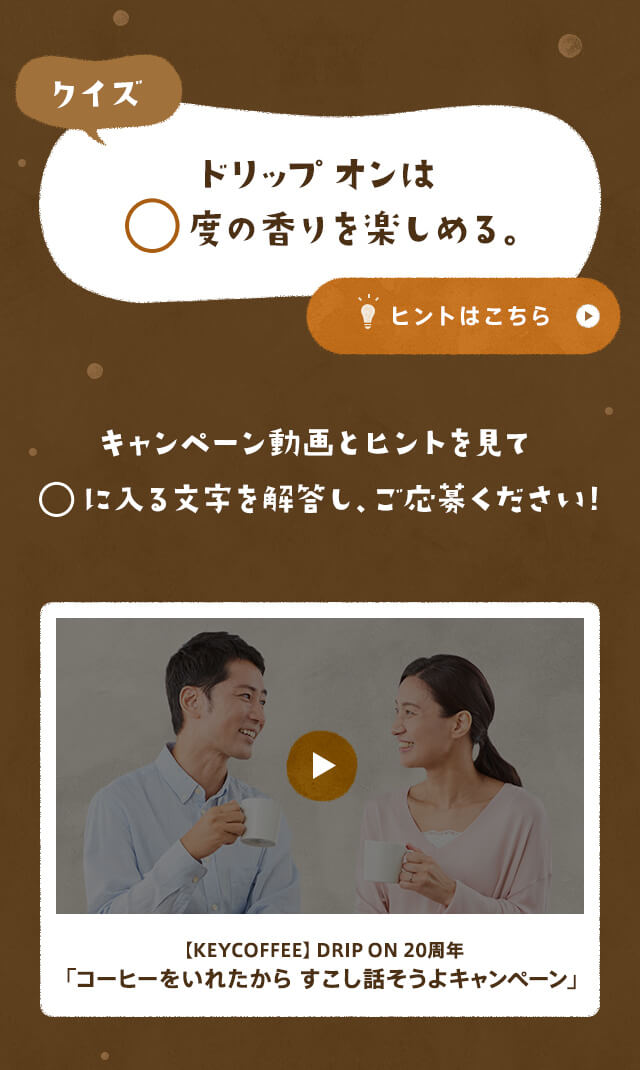 クイズ
ドリップ オンは
◯度の香りを楽しめる。
ヒントはこちら
キャンペーン動画とヒントを見て
◯に入る文字を解答し、ご応募ください!
【KEYCOFFEE】DRIP ON 20周年
「コーヒーをいれたから すこし話そうよキャンペーン」